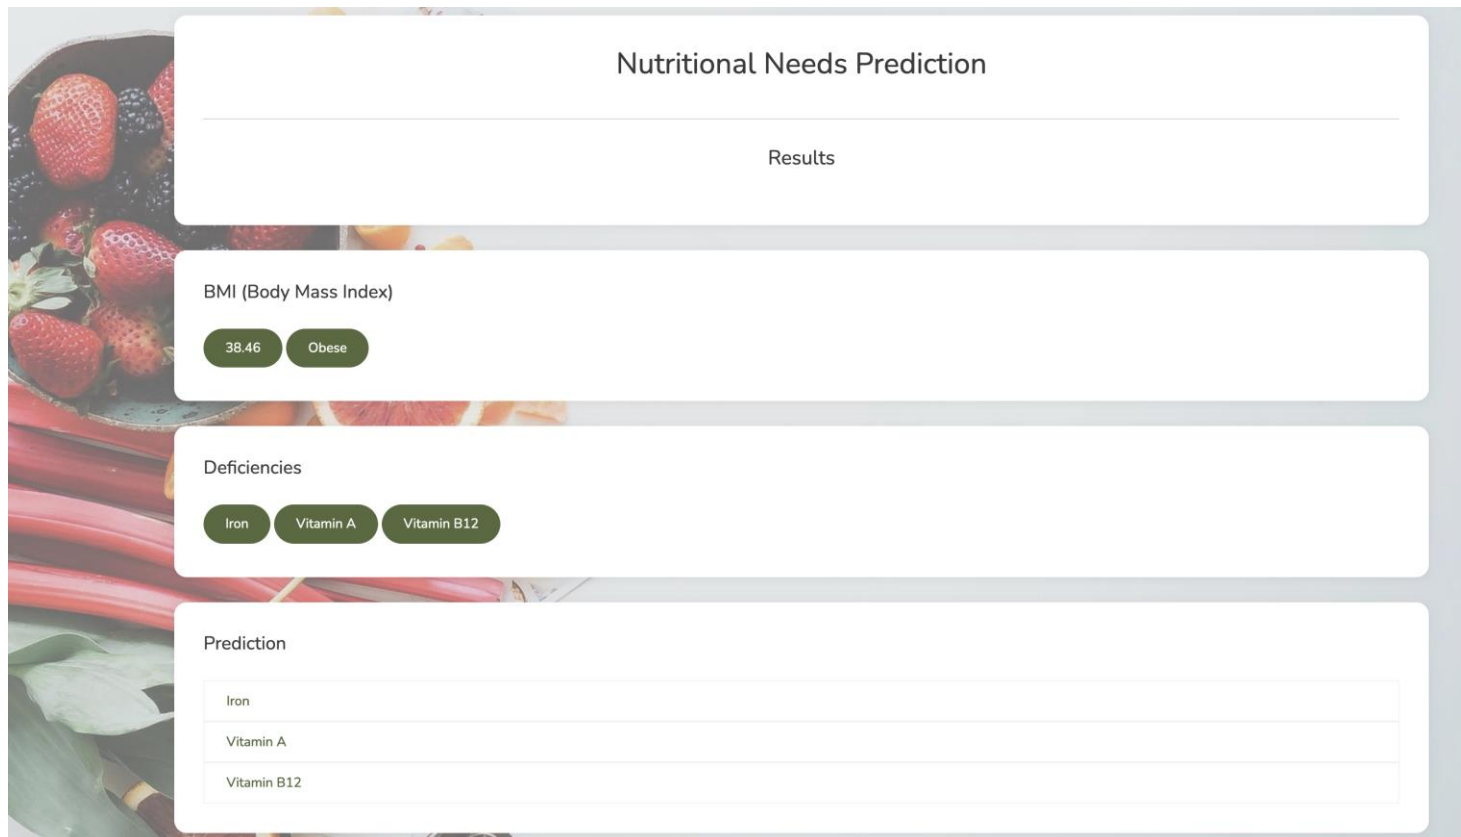 Nutritional Needs Prediction
Results
BMI (Body Mass Index)
38.46 Obese
Deficiencies
Iron Vitamin A Vitamin B12
Prediction
Iron
Vitamin A
Vitamin B12